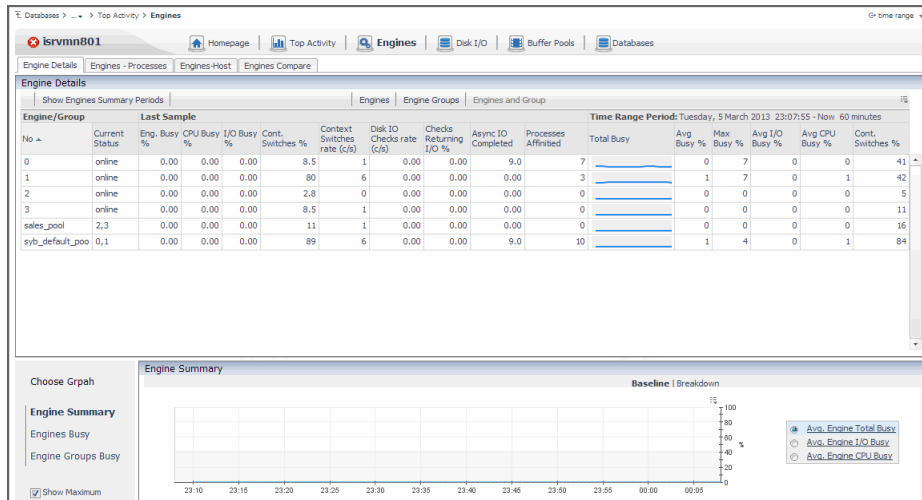 Databases > ... > Top Activity > Engines time range
isrvmn801 Homepage Top Activity Engines Disk I/O Buffer Pools Databases
Engine Details Engines - Processes Engines-Host Engines Compare
Engine Details
Show Engines Summary Periods Engines Engine Groups Engines and Group
Engine/Group Last Sample Time Range Period: Tuesday, 5 March 2013 23:07:55 - Now 60 minutes
No Current Status Eng. Busy % CPU Busy % I/O Busy % Cont. Switches % Context Switches rate (c/s) Disk IO Checks rate (c/s) Checks Returning I/O % Async IO Completed Processes Affinitied Total Busy Avg Busy % Max Busy % Avg I/O Busy % Avg CPU Busy % Cont. Switches %
0 online 0.00 0.00 0.00 8.5 1 0.00 0.00 9.0 7 0 7 0 0 41
1 online 0.00 0.00 0.00 80 6 0.00 0.00 0.00 3 1 7 0 1 42
2 online 0.00 0.00 0.00 2.8 0 0.00 0.00 0.00 0 0 0 0 0 5
3 online 0.00 0.00 0.00 8.5 1 0.00 0.00 0.00 0 0 0 0 0 11
sales_pool 2,3 0.00 0.00 0.00 11 1 0.00 0.00 0.00 0 0 0 0 0 16
syb_default_poo 0,1 0.00 0.00 0.00 89 6 0.00 0.00 9.0 10 1 4 0 1 84
Choose Grpah
Engine Summary
Engines Busy
Engine Groups Busy
Show Maximum
Engine Summary
Baseline | Breakdown
100
80
60
40
20
0
%
23:10 23:15 23:20 23:25 23:30 23:35 23:40 23:45 23:50 23:55 00:00 00:05
Avg. Engine Total Busy
Avg. Engine I/O Busy
Avg. Engine CPU Busy